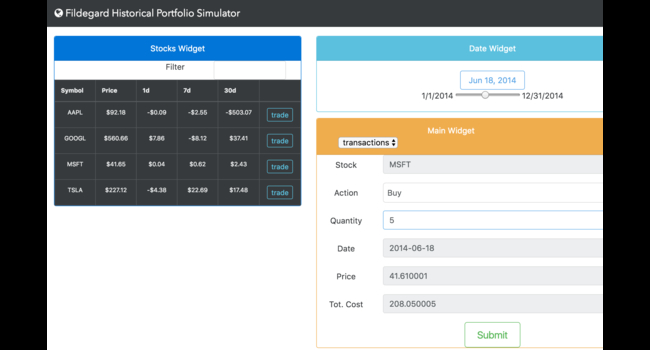 Fildegard Historical Portfolio Simulator
Stocks Widget
Filter
Symbol Price 1d 7d 30d
AAPL $92.18 -$0.09 -$2.55 -$503.07 trade
GOOGL $560.66 $7.86 -$8.12 $37.41 trade
MSFT $41.65 $0.04 $0.62 $2.43 trade
TSLA $227.12 -$4.38 $22.69 $17.48 trade
Date Widget
Jun 18, 2014
1/1/2014 12/31/2014
Main Widget
transactions
Stock MSFT
Action Buy
Quantity 5
Date 2014-06-18
Price 41.610001
Tot. Cost 208.050005
Submit